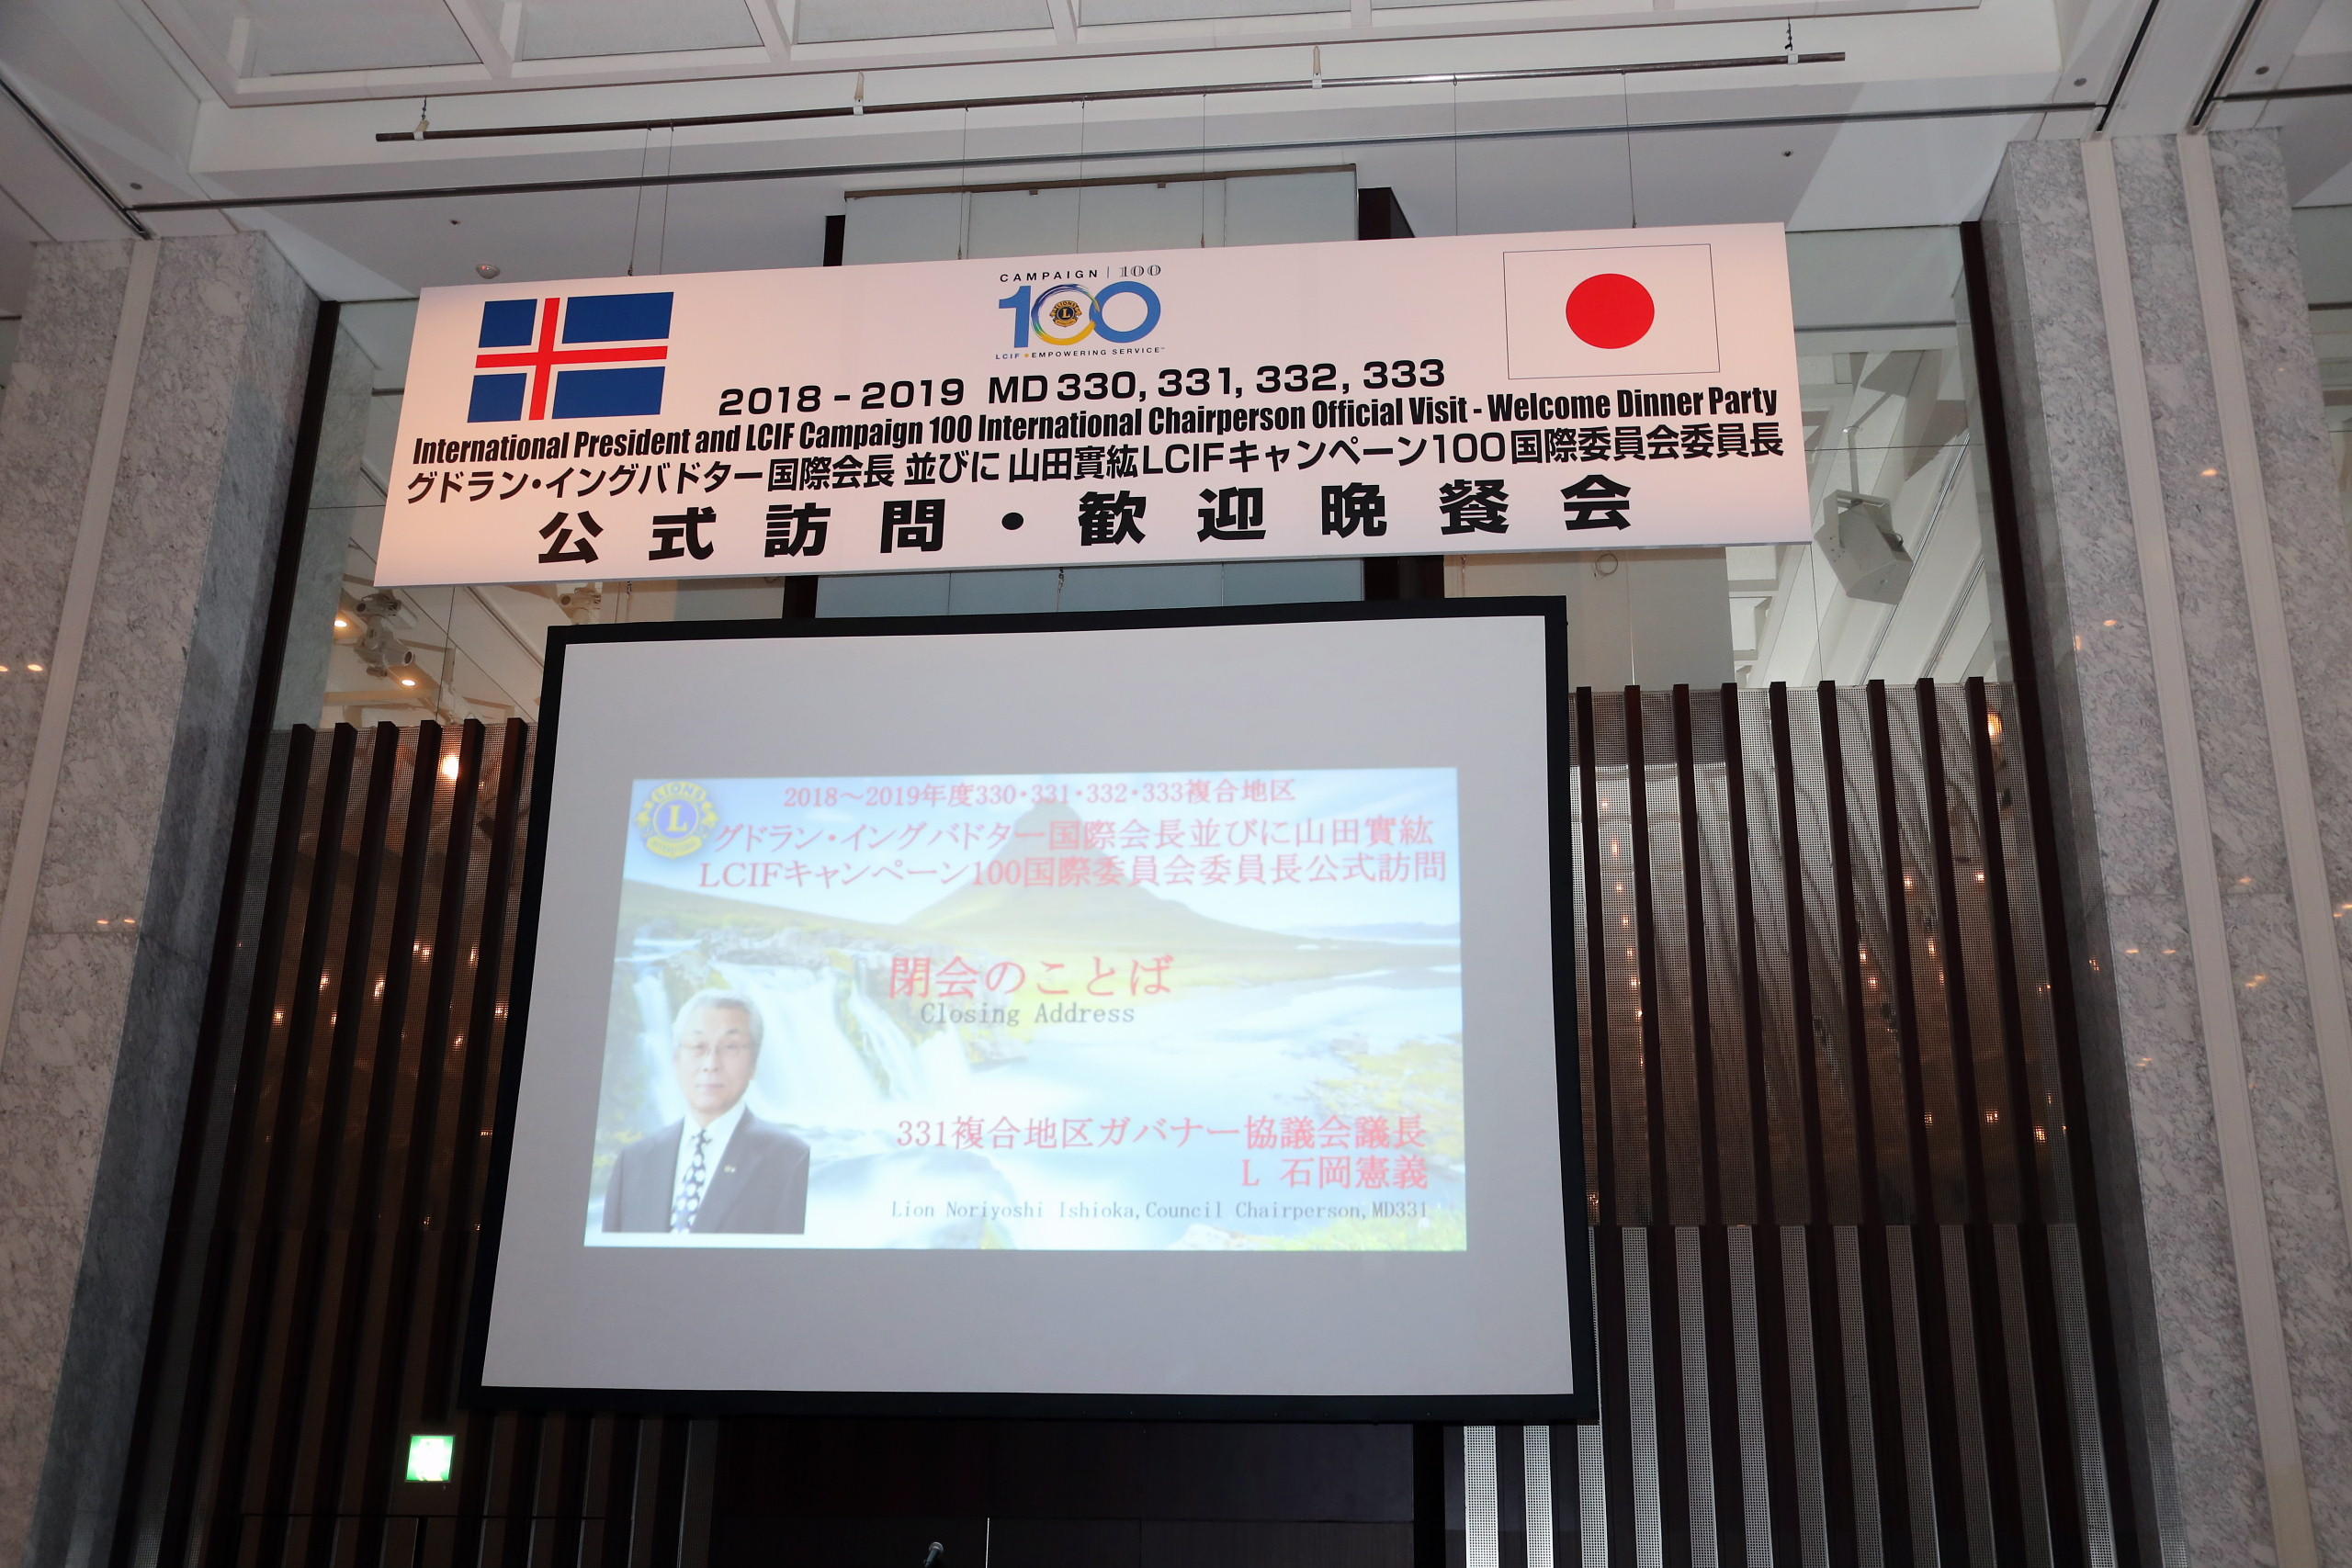 CAMPAIGN | 100
100
LIONS
L
LCIF • EMPOWERING SERVICE
2018 - 2019 MD 330, 331, 332, 333
International President and LCIF Campaign 100 International Chairperson Official Visit - Welcome Dinner Party
グドラン・イングバドター国際会長 並びに 山田實紘LCIFキャンペーン100国際委員会委員長
公式訪問・歓迎晩餐会
LIONS
L
2018～2019年度330・331・332・333複合地区
グドラン・イングバドター国際会長並びに山田實紘
LCIFキャンペーン100国際委員会委員長公式訪問
閉会のことば
Closing Address
331複合地区ガバナー協議会議長
L 石岡憲義
Lion Noriyoshi Ishioka,Council Chairperson,MD331